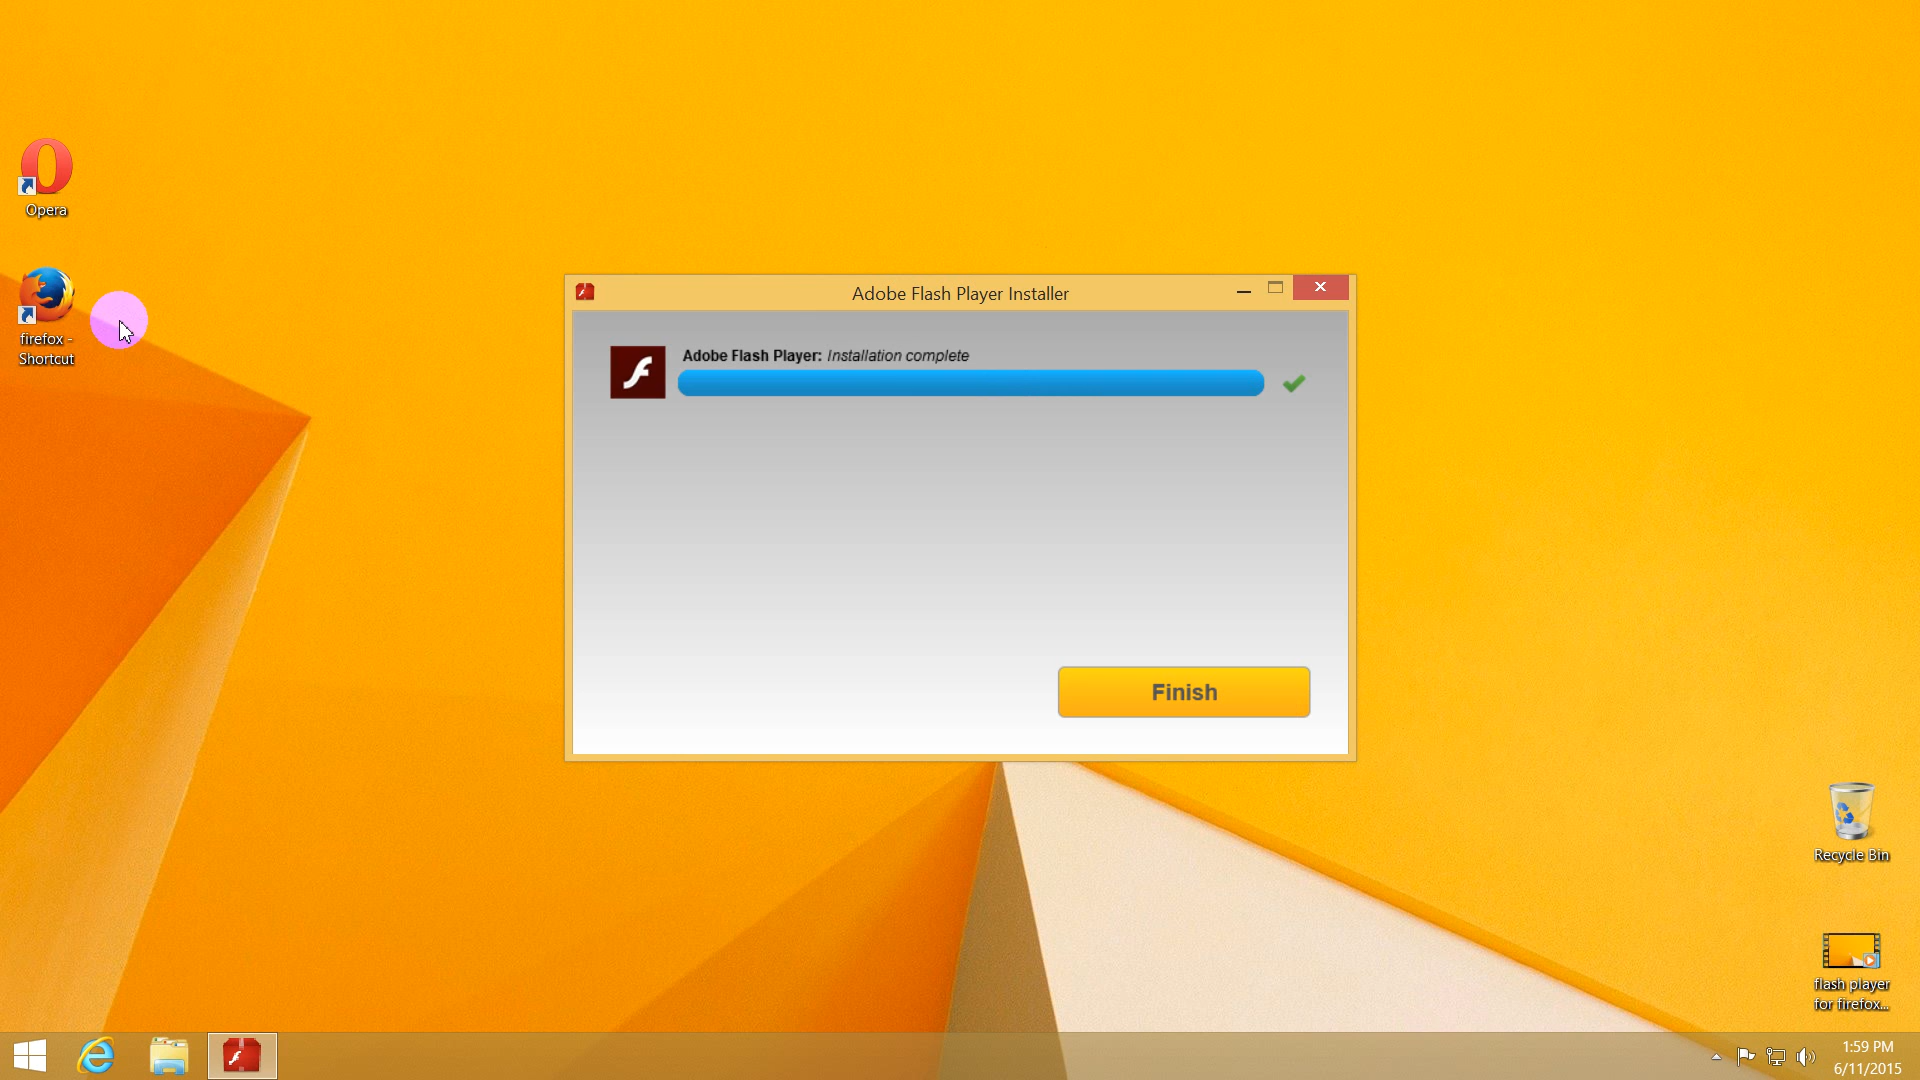 Opera
firefox -
Shortcut
Adobe Flash Player Installer
Adobe Flash Player: Installation complete
Finish
Recycle Bin
flash player
for firefox...
1:59 PM
6/11/2015